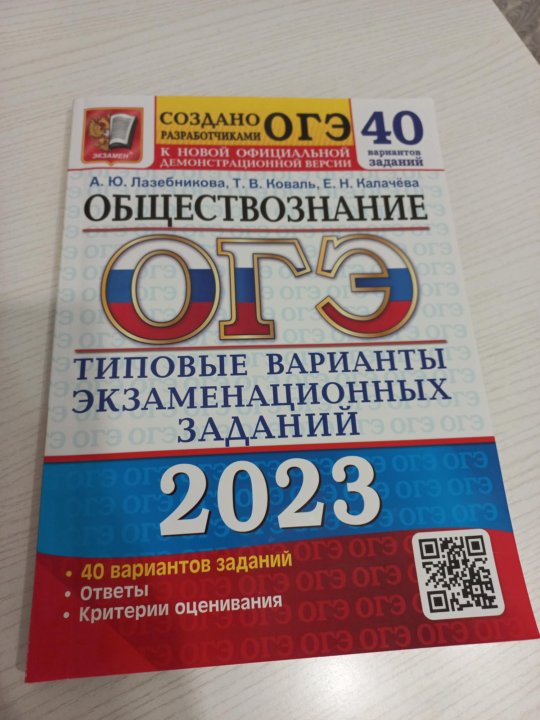 ЭКЗАМЕН
СОЗДАНО
РАЗРАБОТЧИКАМИ
ОГЭ
К НОВОЙ ОФИЦИАЛЬНОЙ
ДЕМОНСТРАЦИОННОЙ ВЕРСИИ
40
вариантов
заданий
А. Ю. Лазебникова, Т. В. Коваль, Е. Н. Калачёва
ОБЩЕСТВОЗНАНИЕ
ОГЭ
ТИПОВЫЕ ВАРИАНТЫ
ЭКЗАМЕНАЦИОННЫХ
ЗАДАНИЙ
2023
• 40 вариантов заданий
• Ответы
• Критерии оценивания